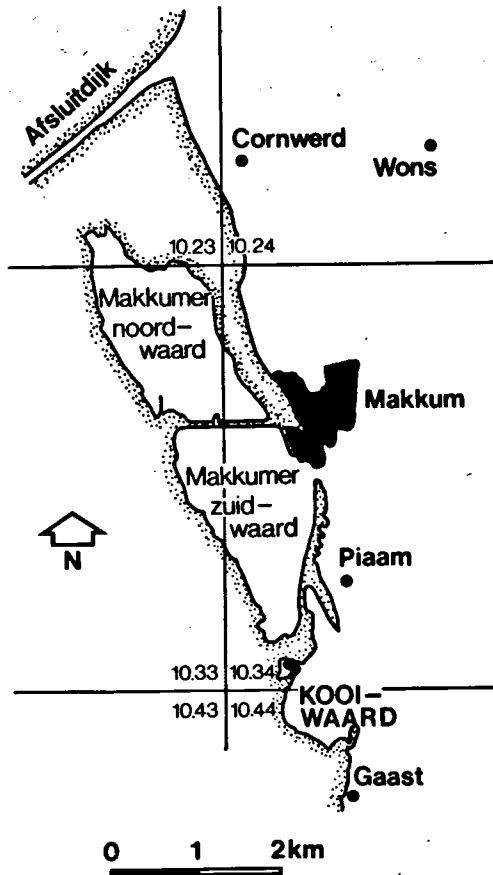 Afsluitdijk
Cornwerd
Wons
10.23 10.24
Makkumer
noord-
waard
Makkum
Makkumer
zuid-
waard
N
Piaam
10.33 10.34
KOOI-
WAARD
10.43 10.44
Gaast
0 1 2km